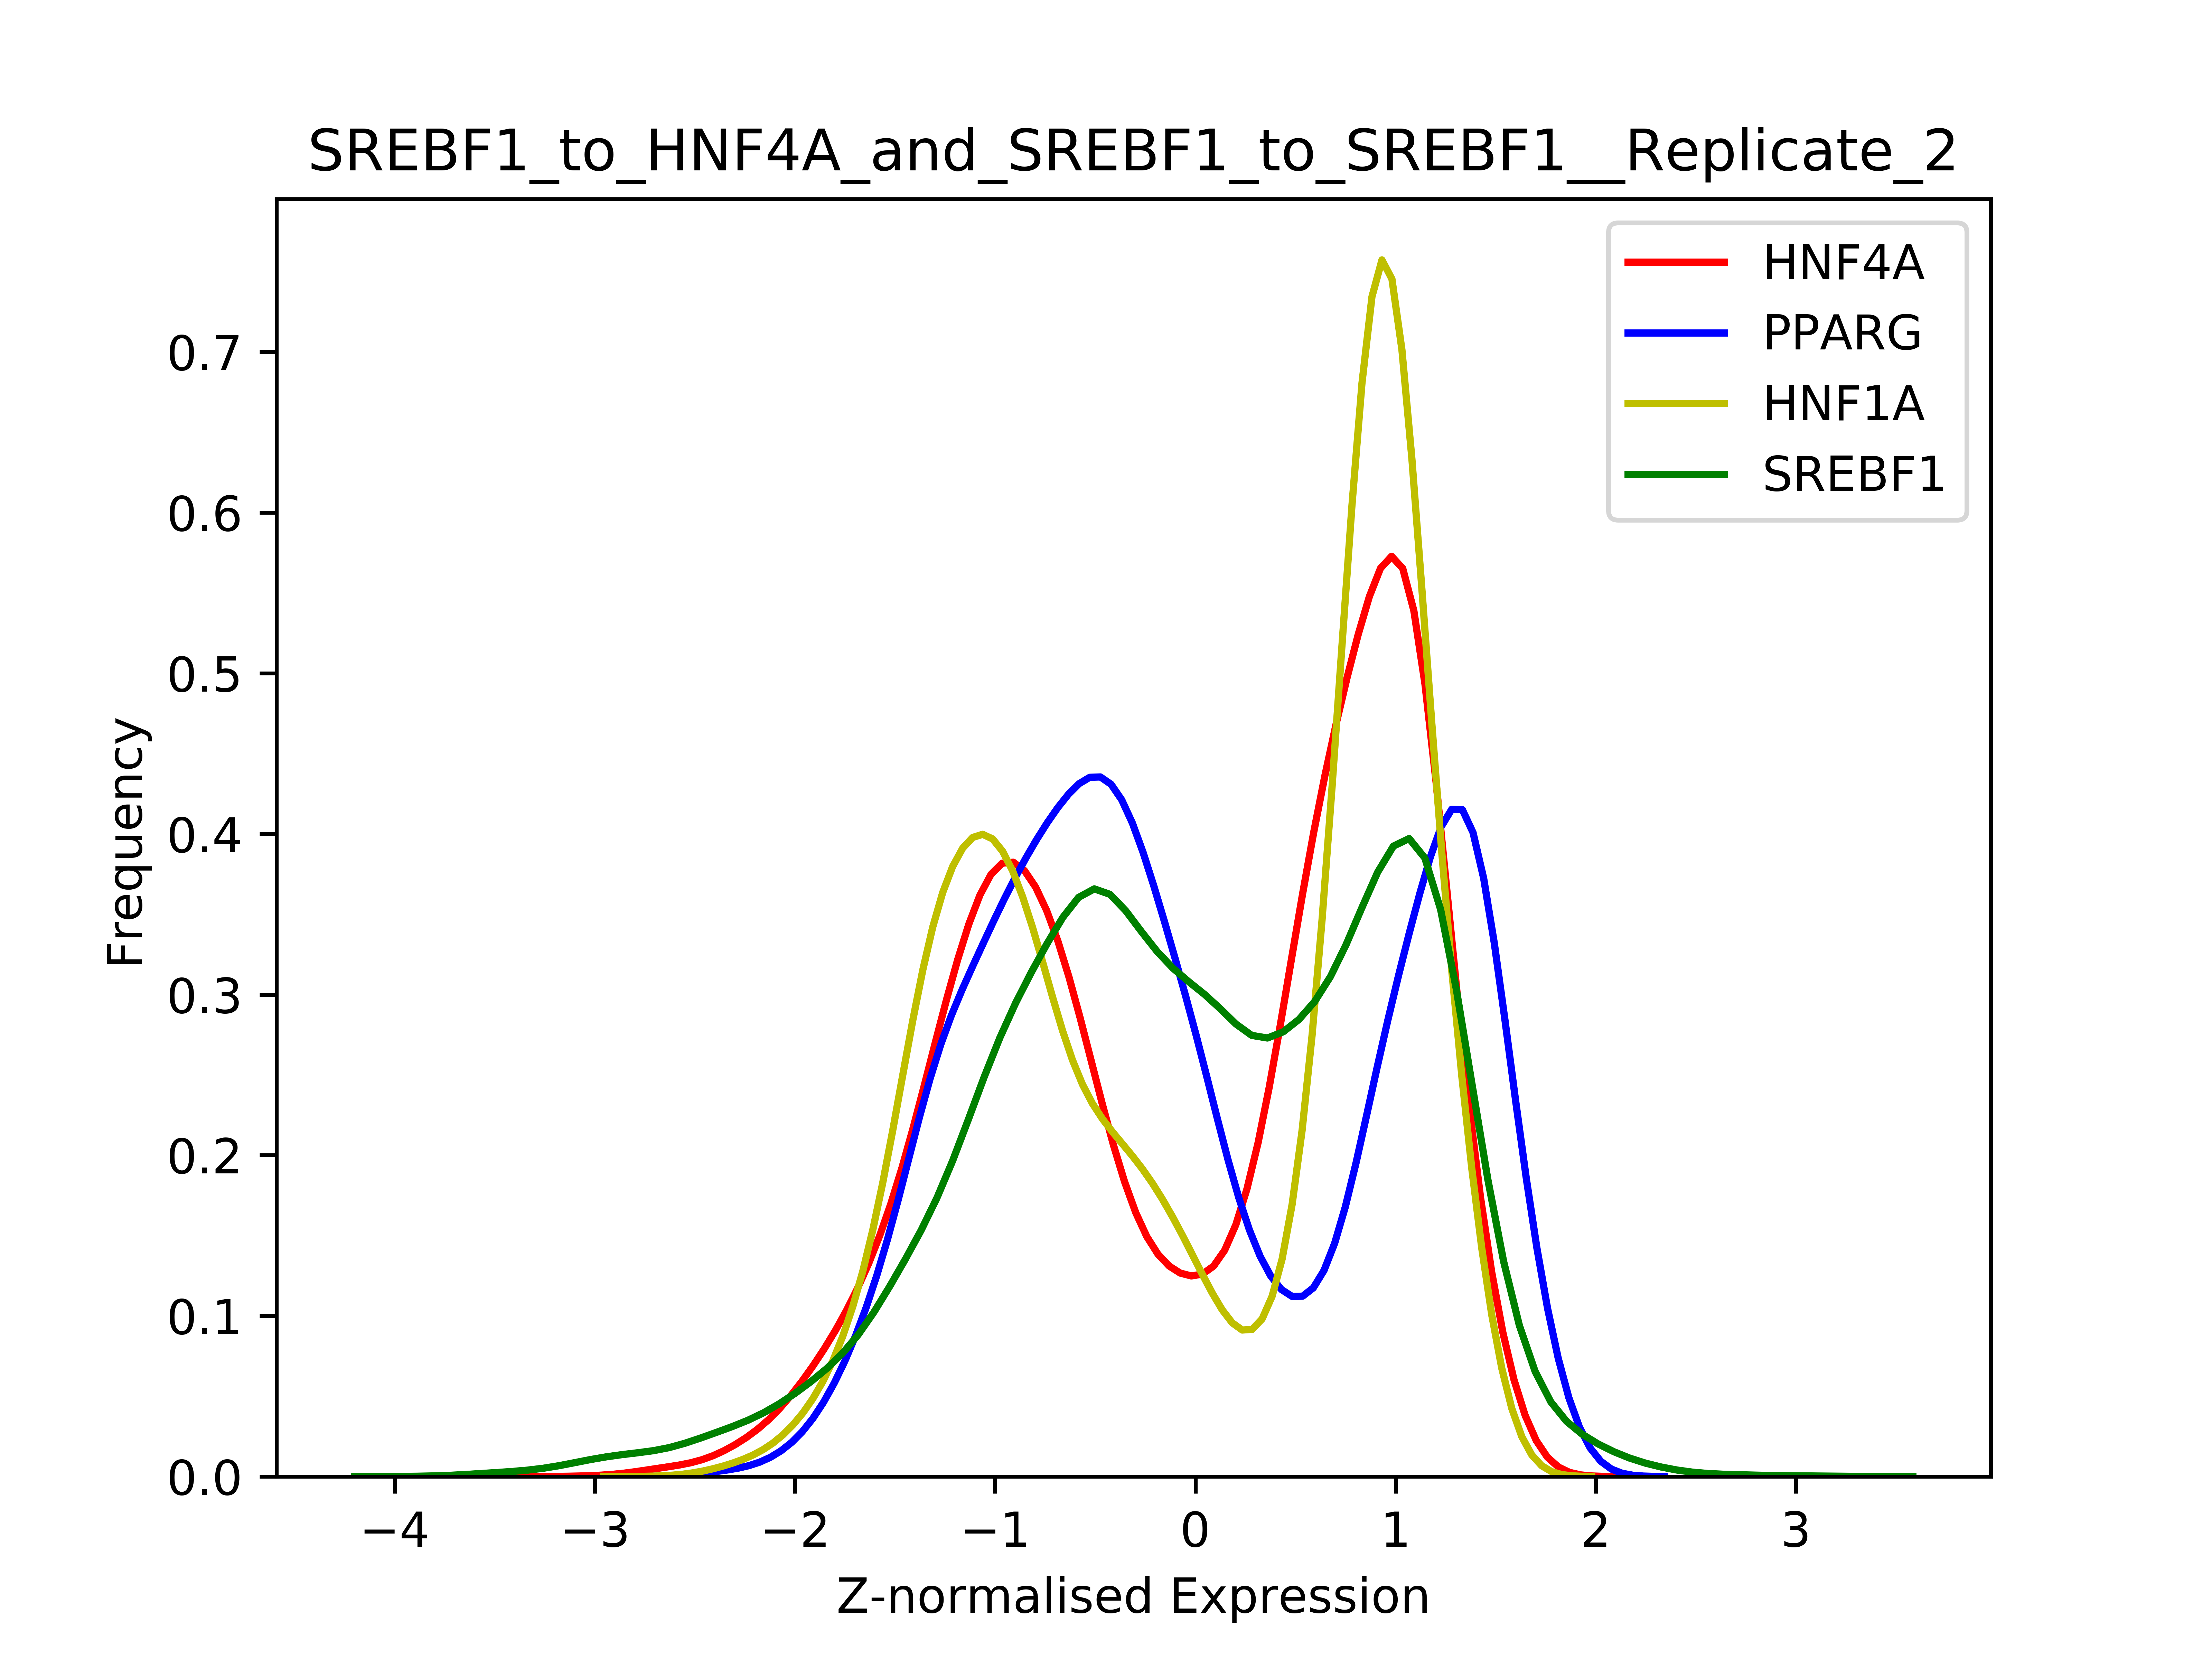 SREBF1_to_HNF4A_and_SREBF1_to_SREBF1__Replicate_2
HNF4A
PPARG
HNF1A
SREBF1
Frequency
0.7
0.6
0.5
0.4
0.3
0.2
0.1
0.0
−4 −3 −2 −1 0 1 2 3
Z-normalised Expression